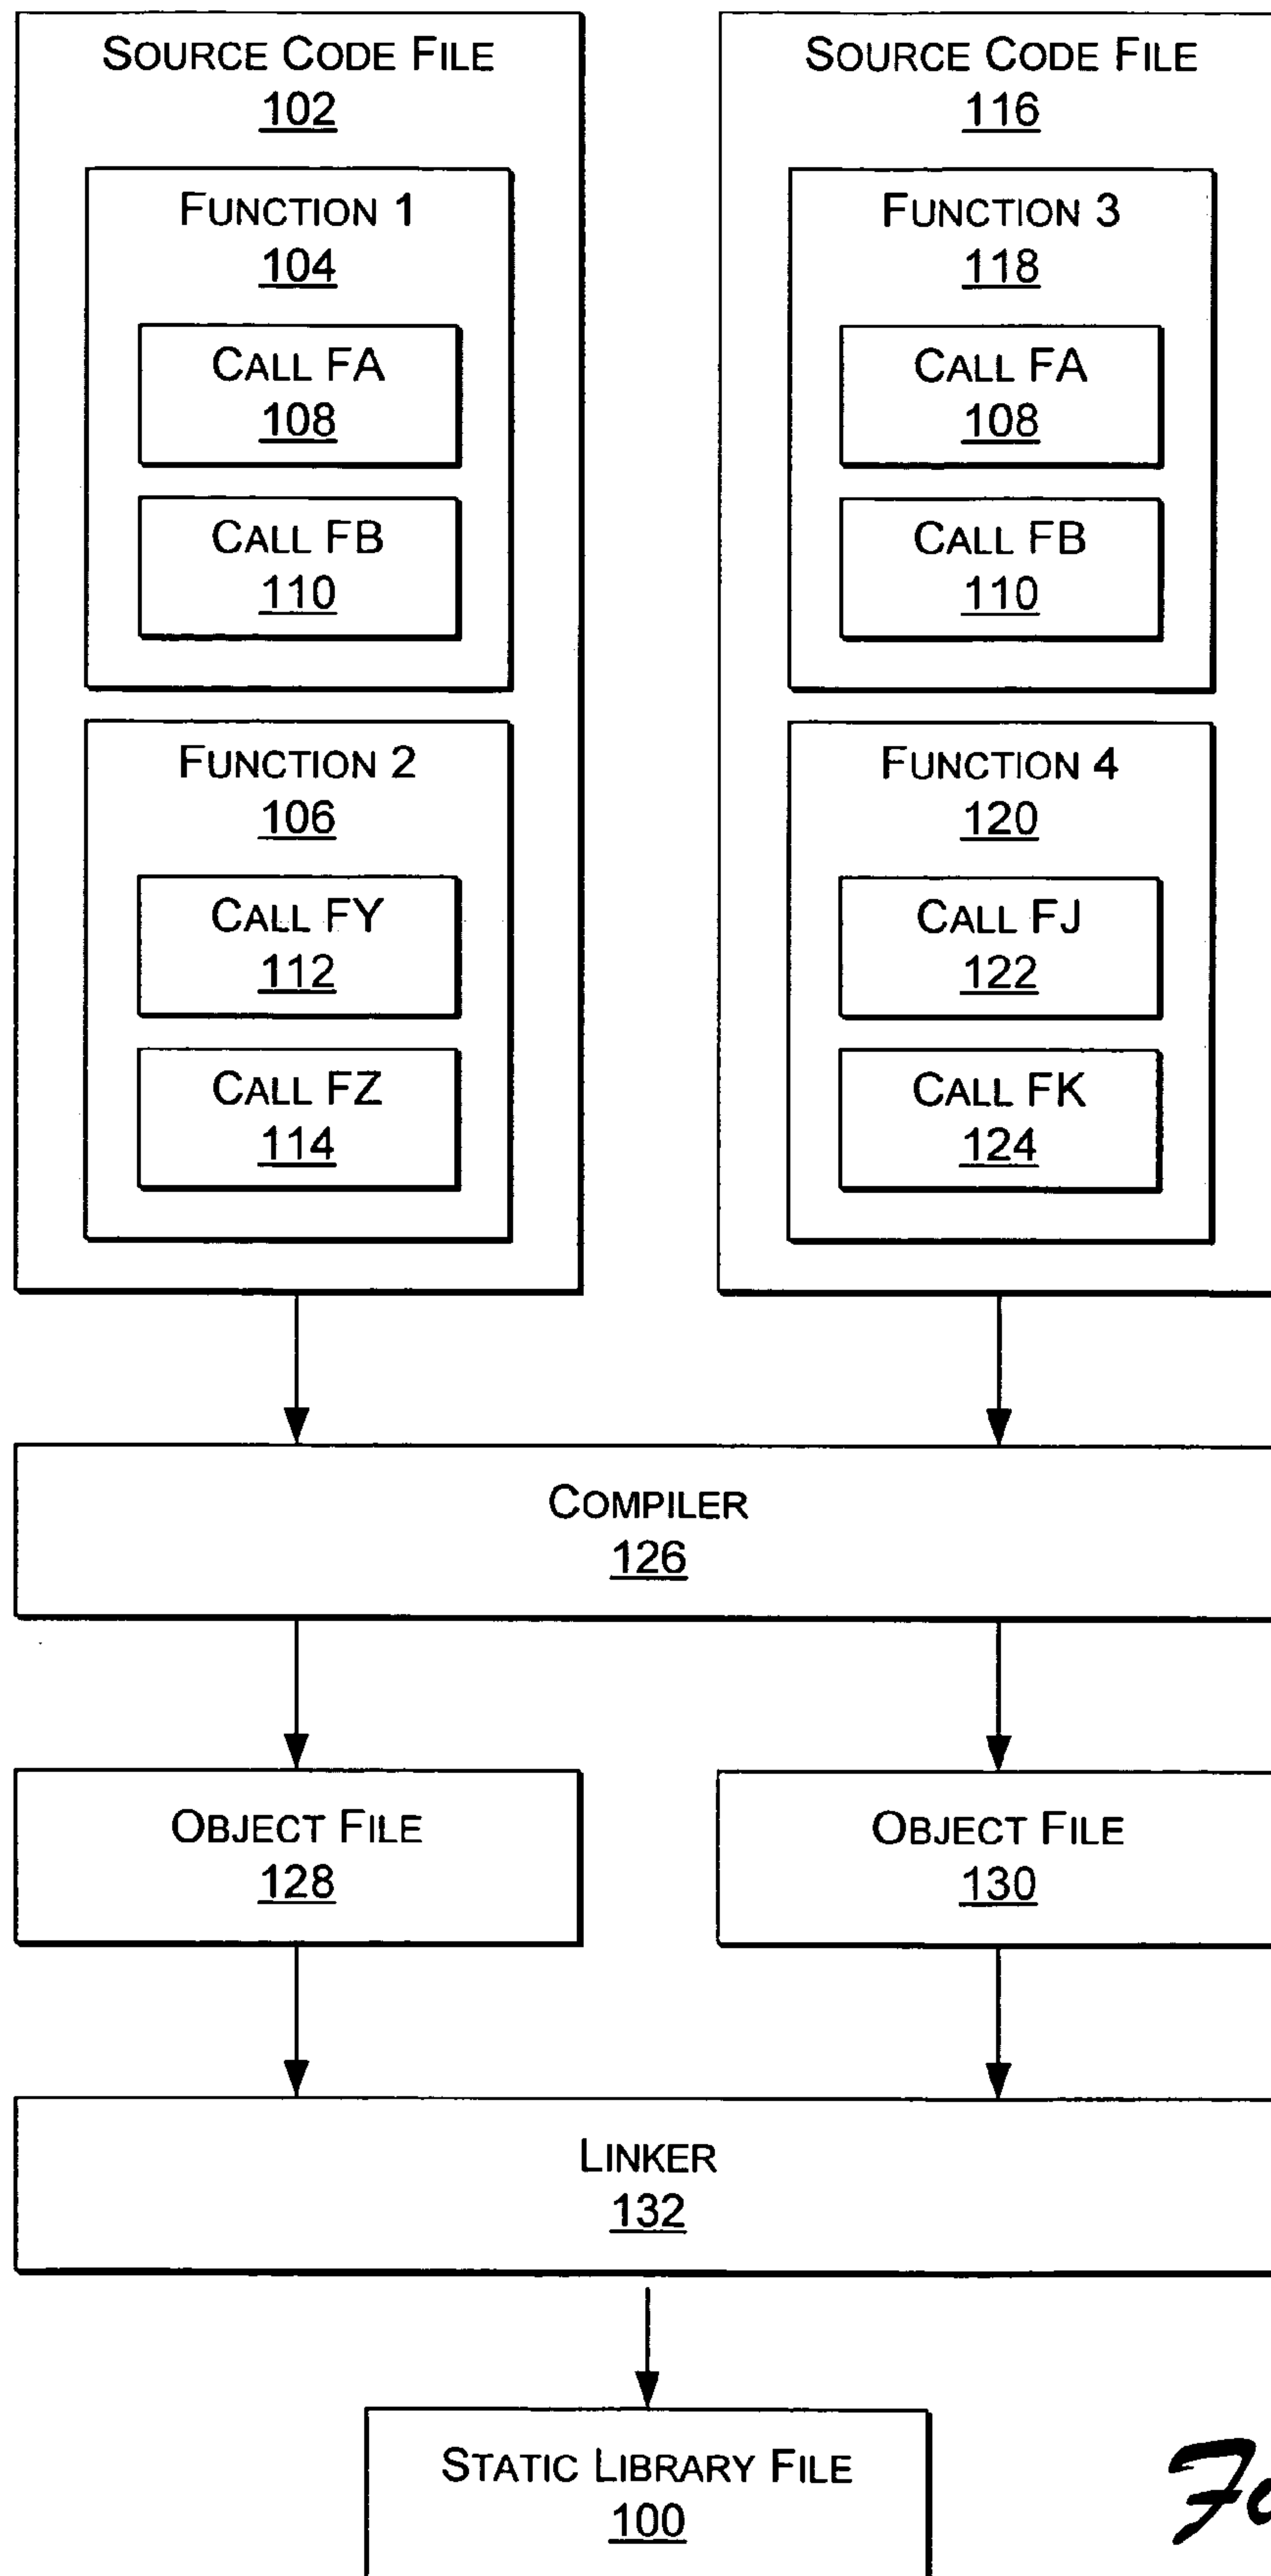 SOURCE CODE FILE
102
FUNCTION 1
104
CALL FA
108
CALL FB
110
FUNCTION 2
106
CALL FY
112
CALL FZ
114
SOURCE CODE FILE
116
FUNCTION 3
118
CALL FA
108
CALL FB
110
FUNCTION 4
120
CALL FJ
122
CALL FK
124
COMPILER
126
OBJECT FILE
128
OBJECT FILE
130
LINKER
132
STATIC LIBRARY FILE
100